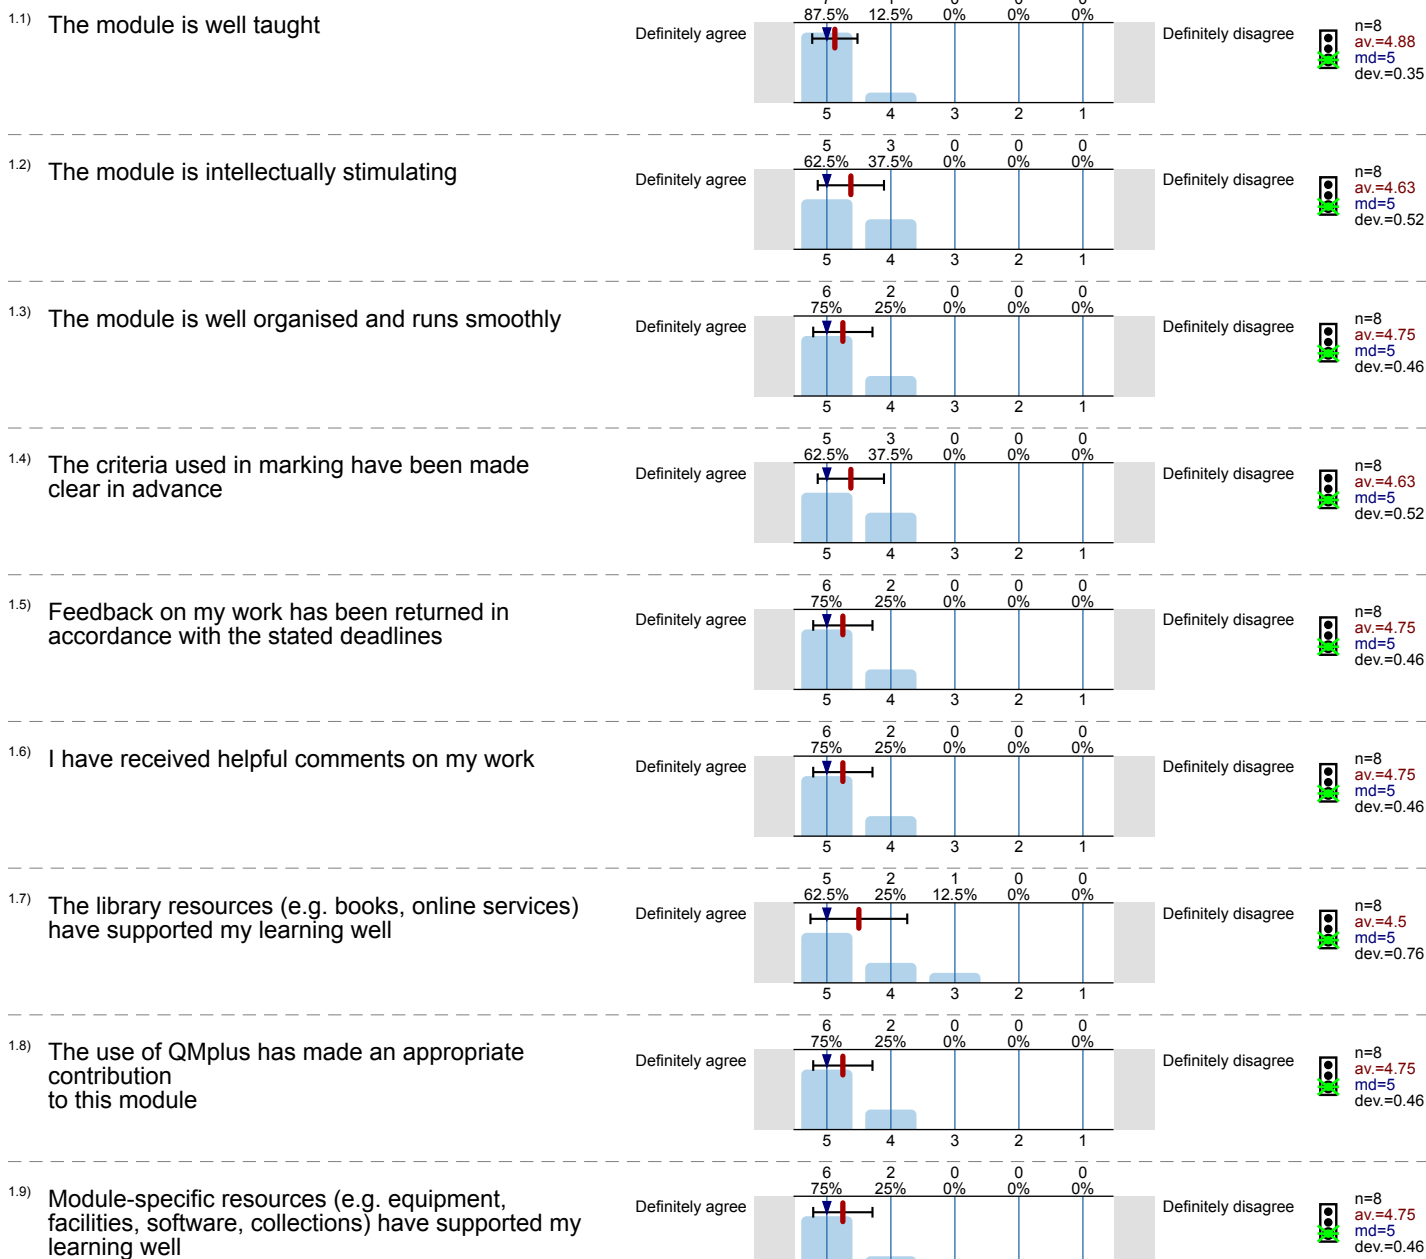 7 1 0 0 0
87.5% 12.5% 0% 0% 0%
1.1) The module is well taught
Definitely agree
Definitely disagree
5 4 3 2 1
n=8
av.=4.88
md=5
dev.=0.35
5 3 0 0 0
62.5% 37.5% 0% 0% 0%
1.2) The module is intellectually stimulating
Definitely agree
Definitely disagree
5 4 3 2 1
n=8
av.=4.63
md=5
dev.=0.52
6 2 0 0 0
75% 25% 0% 0% 0%
1.3) The module is well organised and runs smoothly
Definitely agree
Definitely disagree
5 4 3 2 1
n=8
av.=4.75
md=5
dev.=0.46
5 3 0 0 0
62.5% 37.5% 0% 0% 0%
1.4) The criteria used in marking have been made
clear in advance
Definitely agree
Definitely disagree
5 4 3 2 1
n=8
av.=4.63
md=5
dev.=0.52
6 2 0 0 0
75% 25% 0% 0% 0%
1.5) Feedback on my work has been returned in
accordance with the stated deadlines
Definitely agree
Definitely disagree
5 4 3 2 1
n=8
av.=4.75
md=5
dev.=0.46
6 2 0 0 0
75% 25% 0% 0% 0%
1.6) I have received helpful comments on my work
Definitely agree
Definitely disagree
5 4 3 2 1
n=8
av.=4.75
md=5
dev.=0.46
5 2 1 0 0
62.5% 25% 12.5% 0% 0%
1.7) The library resources (e.g. books, online services)
have supported my learning well
Definitely agree
Definitely disagree
5 4 3 2 1
n=8
av.=4.5
md=5
dev.=0.76
6 2 0 0 0
75% 25% 0% 0% 0%
1.8) The use of QMplus has made an appropriate
contribution
to this module
Definitely agree
Definitely disagree
5 4 3 2 1
n=8
av.=4.75
md=5
dev.=0.46
6 2 0 0 0
75% 25% 0% 0% 0%
1.9) Module-specific resources (e.g. equipment,
facilities, software, collections) have supported my
learning well
Definitely agree
Definitely disagree
n=8
av.=4.75
md=5
dev.=0.46